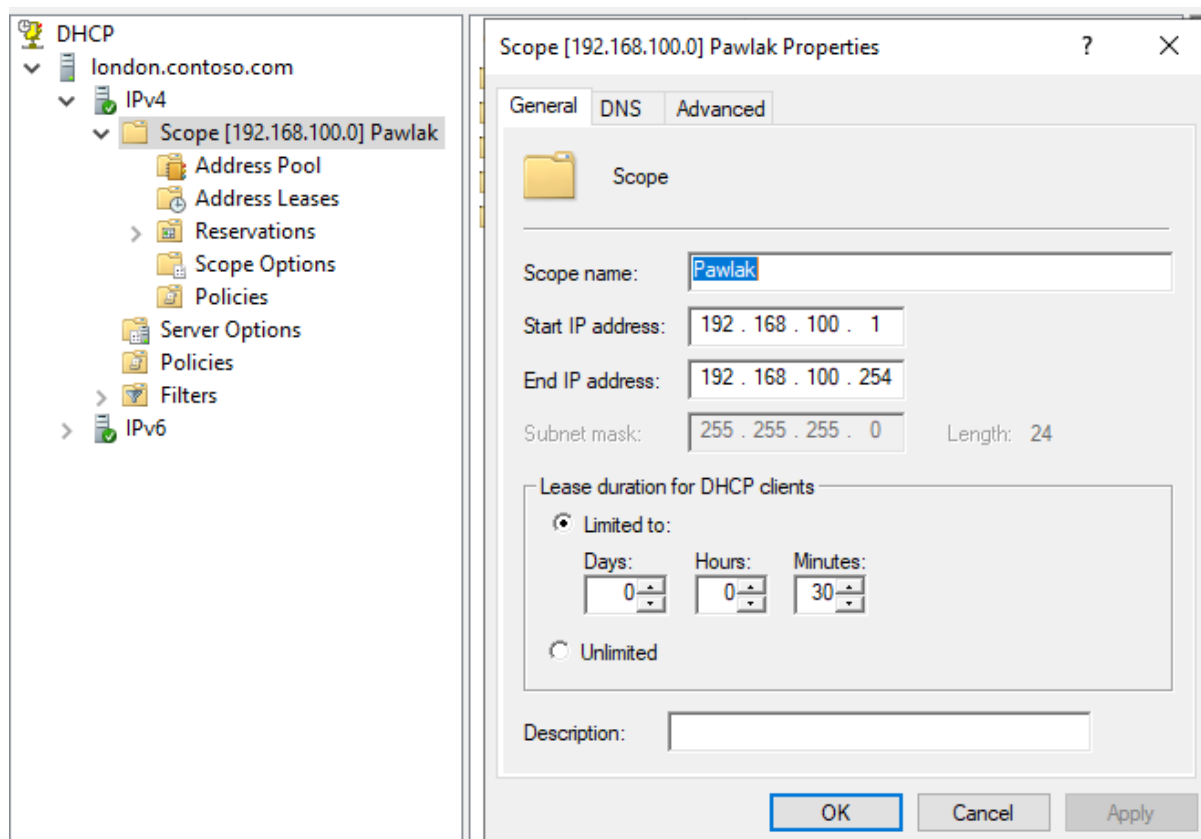 DHCP
london.contoso.com
IPv4
Scope [192.168.100.0] Pawlak
Address Pool
Address Leases
Reservations
Scope Options
Policies
Server Options
Policies
Filters
IPv6
Scope [192.168.100.0] Pawlak Properties ?
General DNS Advanced
Scope
Scope name: Pawlak
Start IP address: 192 . 168 . 100 . 1
End IP address: 192 . 168 . 100 . 254
Subnet mask: 255 . 255 . 255 . 0 Length: 24
Lease duration for DHCP clients
Limited to:
Days: Hours: Minutes:
0 0 30
Unlimited
Description:
OK Cancel Apply